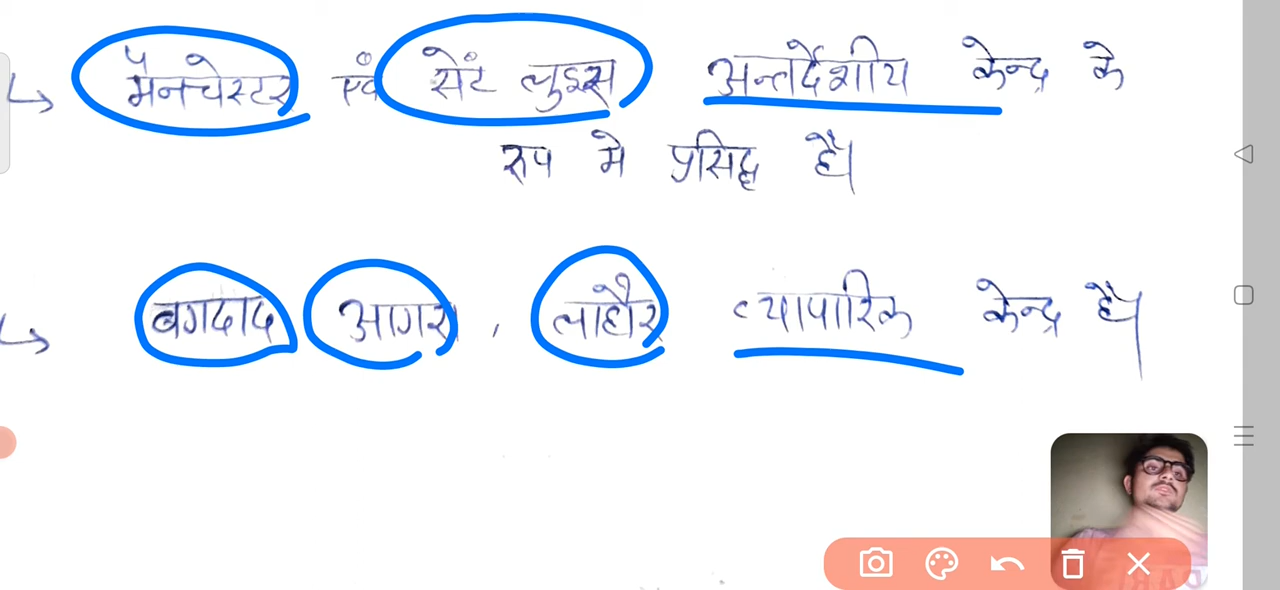 ↳ मैनचेस्टर एवं सेंट लुइस अन्तर्देशीय केन्द्र के
रूप मे प्रसिद्ध है।
↳ बगदाद आगरा, लाहौर व्यापारिक केन्द्र है।